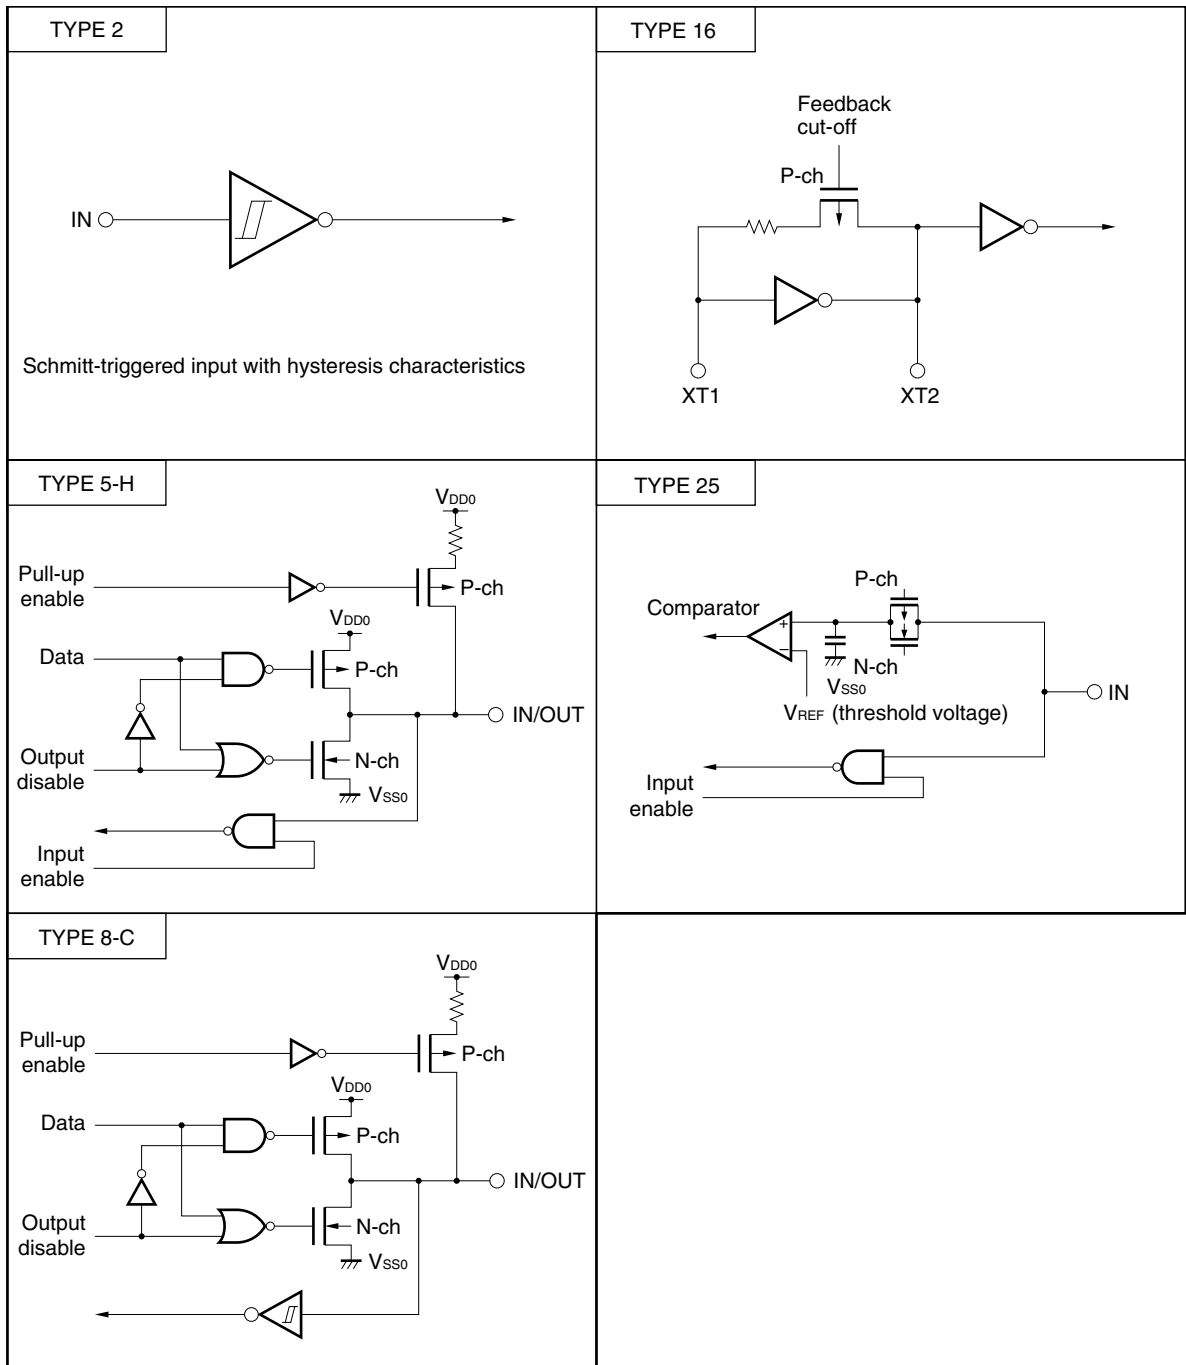 TYPE 2
IN
Schmitt-triggered input with hysteresis characteristics
TYPE 16
Feedback
cut-off
P-ch
XT1
XT2
TYPE 5-H
VDD0
Pull-up
enable
P-ch
VDD0
Data
P-ch
IN/OUT
Output
disable
N-ch
VSS0
Input
enable
TYPE 25
P-ch
Comparator
+
−
N-ch
VSS0
IN
VREF (threshold voltage)
Input
enable
TYPE 8-C
VDD0
Pull-up
enable
P-ch
VDD0
Data
P-ch
IN/OUT
Output
disable
N-ch
VSS0